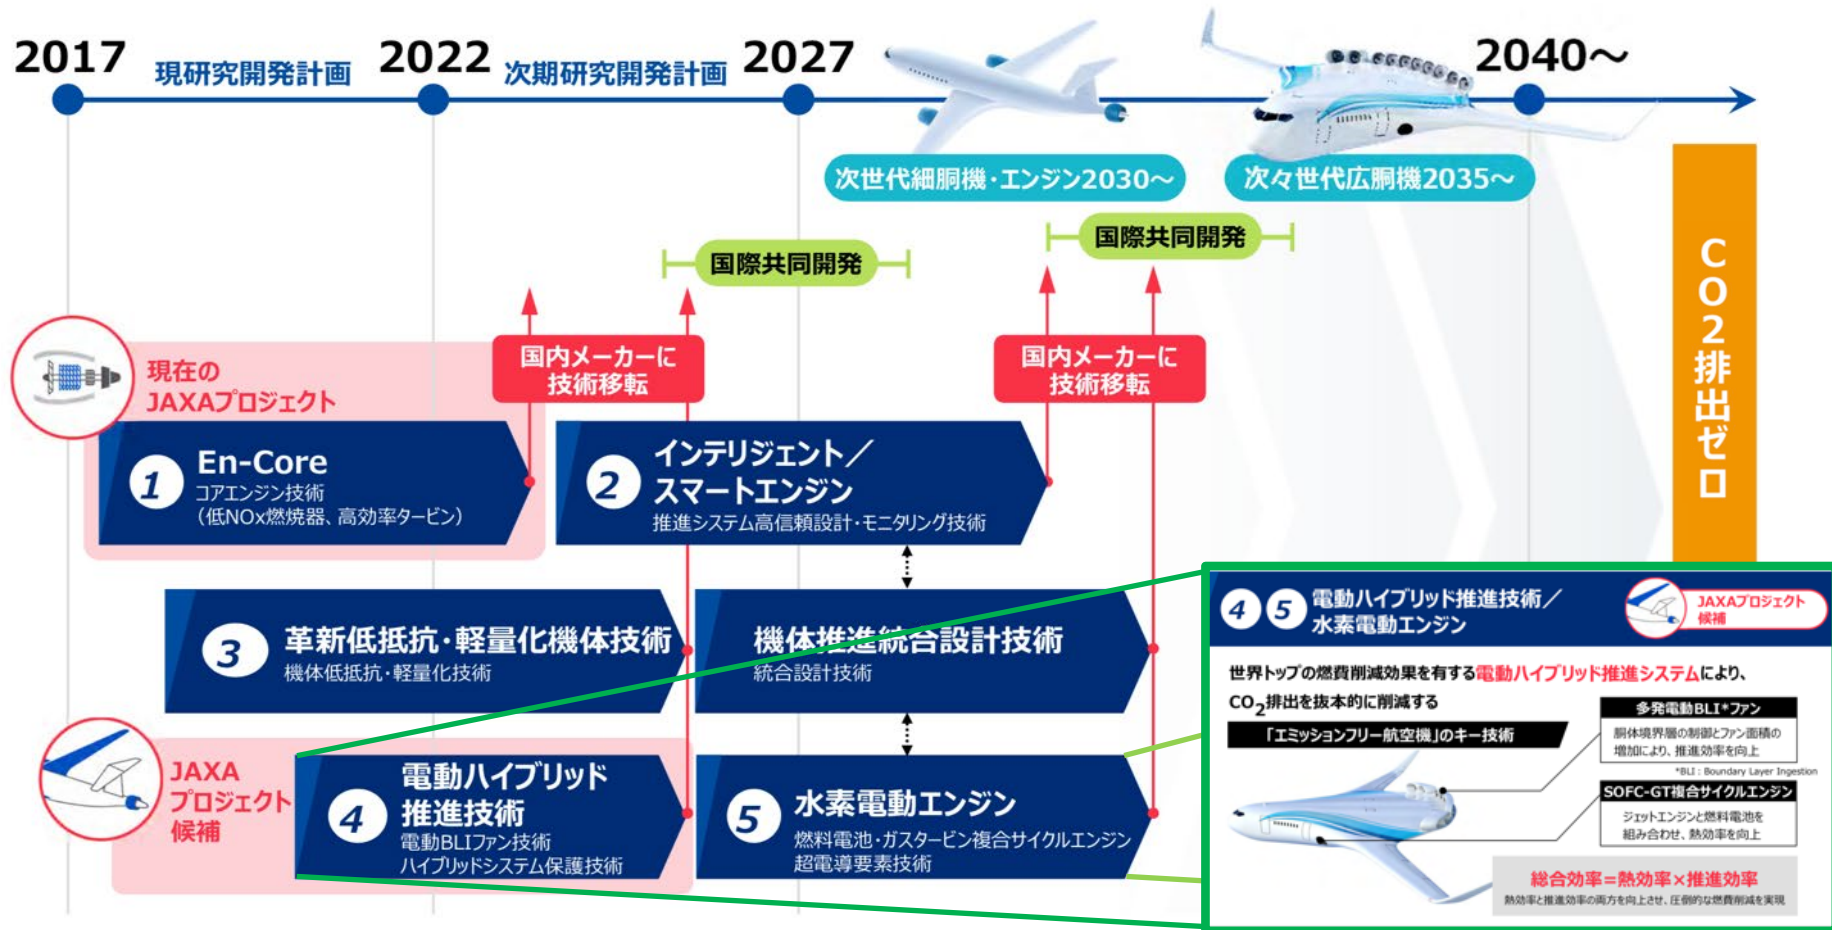 2017
現研究開発計画
2022
次期研究開発計画
2027
2040～
次世代細胴機・エンジン2030～
次々世代広胴機2035～
国際共同開発
国際共同開発
CO2排出ゼロ
現在の
JAXAプロジェクト
国内メーカーに
技術移転
国内メーカーに
技術移転
1
En-Core
コアエンジン技術
（低NOx燃焼器、高効率タービン）
2
インテリジェント／
スマートエンジン
推進システム高信頼設計・モニタリング技術
3
革新低抵抗・軽量化機体技術
機体低抵抗・軽量化技術
機体推進統合設計技術
統合設計技術
JAXA
プロジェクト
候補
4
電動ハイブリッド
推進技術
電動BLIファン技術
ハイブリッドシステム保護技術
5
水素電動エンジン
燃料電池・ガスタービン複合サイクルエンジン
超電導要素技術
4 5
電動ハイブリッド推進技術／
水素電動エンジン
JAXAプロジェクト
候補
世界トップの燃費削減効果を有する電動ハイブリッド推進システムにより、
CO2排出を抜本的に削減する
「エミッションフリー航空機」のキー技術
多発電動BLI*ファン
胴体境界層の制御とファン面積の
増加により、推進効率を向上
*BLI：Boundary Layer Ingestion
SOFC-GT複合サイクルエンジン
ジェットエンジンと燃料電池を
組み合わせ、熱効率を向上
総合効率=熱効率×推進効率
熱効率と推進効率の両方を向上させ、圧倒的な燃費削減を実現